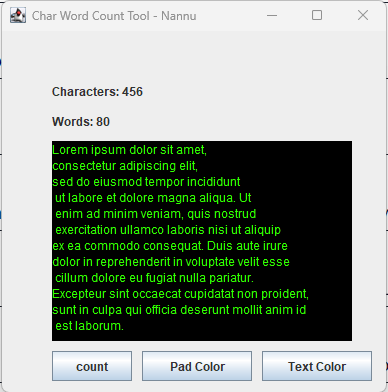 Char Word Count Tool - Nannu
Characters: 456
Words: 80
Lorem ipsum dolor sit amet,
consectetur adipiscing elit,
sed do eiusmod tempor incididunt
ut labore et dolore magna aliqua. Ut
enim ad minim veniam, quis nostrud
exercitation ullamco laboris nisi ut aliquip
ex ea commodo consequat. Duis aute irure
dolor in reprehenderit in voluptate velit esse
cillum dolore eu fugiat nulla pariatur.
Excepteur sint occaecat cupidatat non proident,
sunt in culpa qui officia deserunt mollit anim id
est laborum.
count Pad Color Text Color